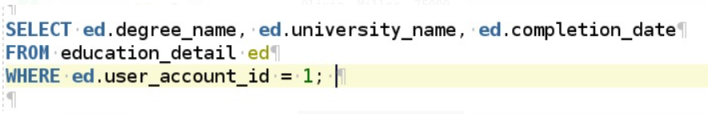 SELECT ed.degree_name, ed.university_name, ed.completion_date¶
FROM education_detail ed¶
WHERE ed.user_account_id = 1; ¶
¶